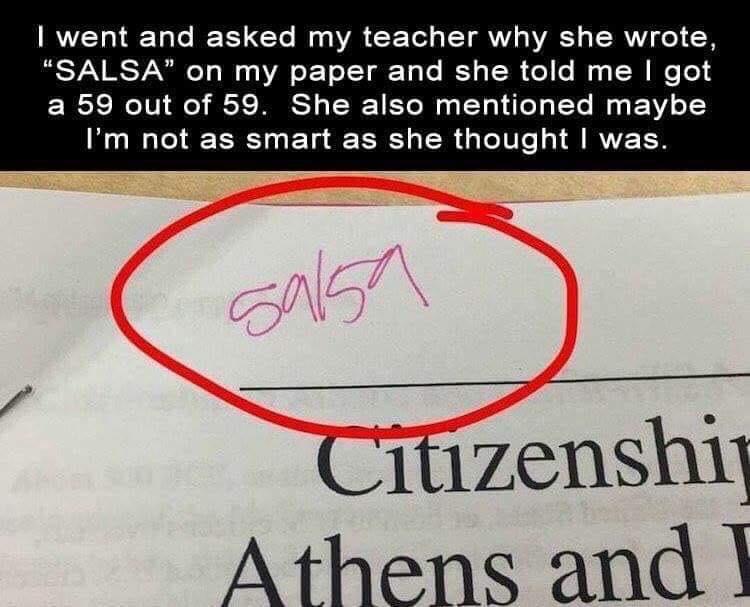 I went and asked my teacher why she wrote,
“SALSA” on my paper and she told me I got
a 59 out of 59.  She also mentioned maybe
I'm not as smart as she thought I was.
59/59
Citizenship
Athens and